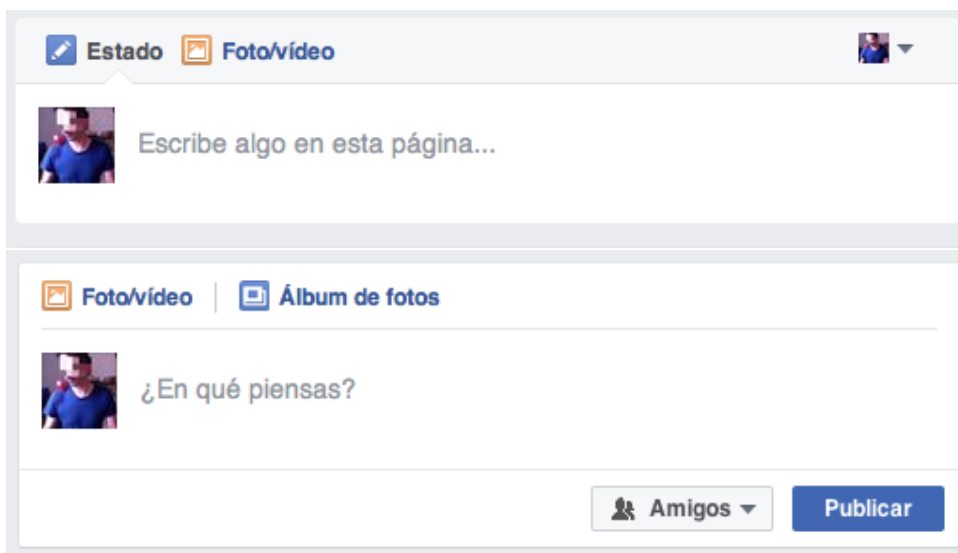 Estado Foto/vídeo
Escribe algo en esta página...
Foto/vídeo Álbum de fotos
¿En qué piensas?
Amigos Publicar